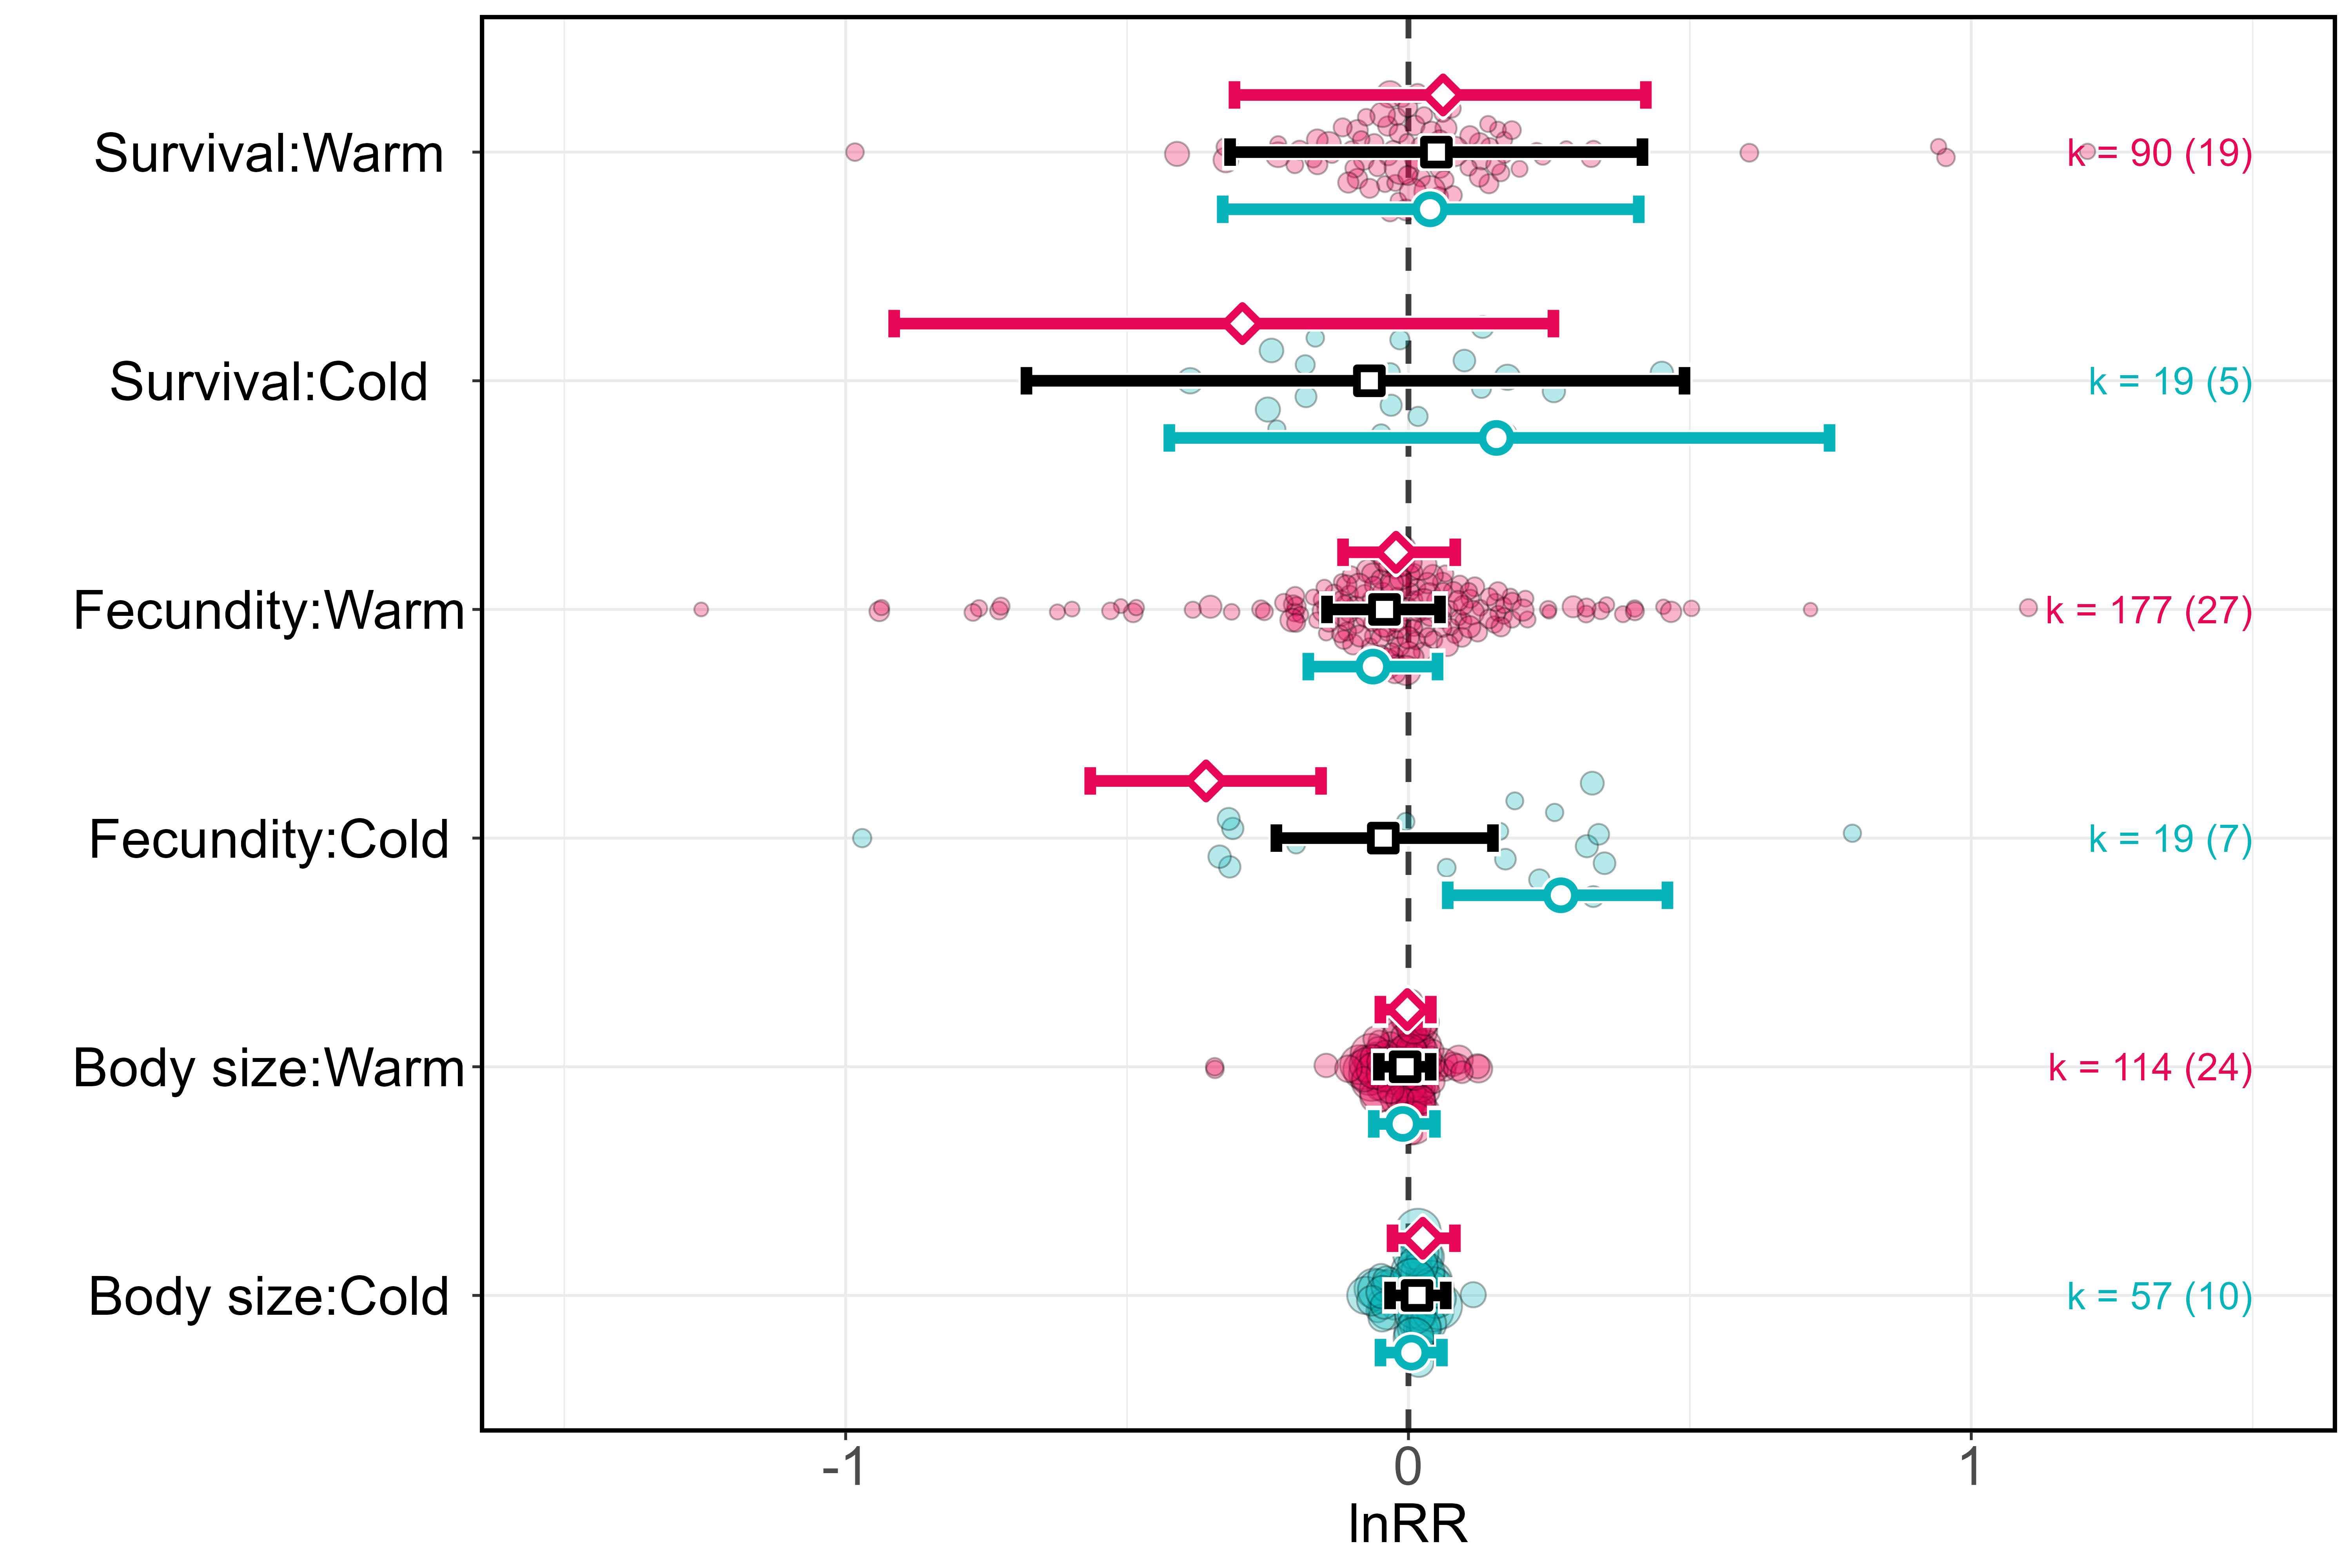 Survival:Warm k = 90 (19)
Survival:Cold k = 19 (5)
Fecundity:Warm k = 177 (27)
Fecundity:Cold k = 19 (7)
Body size:Warm k = 114 (24)
Body size:Cold k = 57 (10)
-1 0 1
lnRR